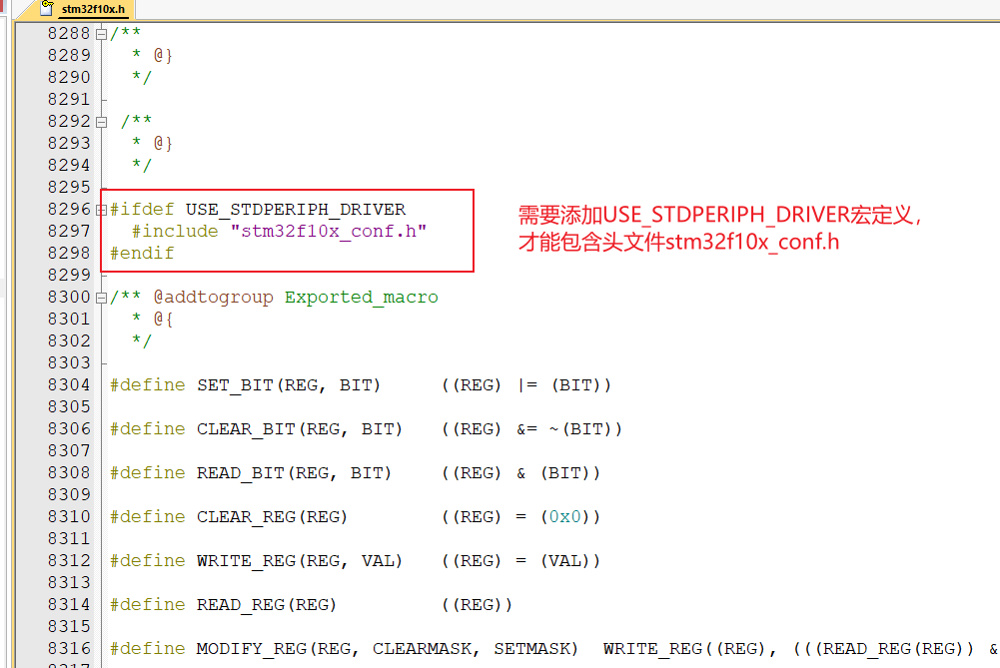 stm32f10x.h
8288 /**
8289 * @}
8290 */
8291
8292 /**
8293 * @}
8294 */
8295
8296 #ifdef USE_STDPERIPH_DRIVER
8297 #include "stm32f10x_conf.h"
8298 #endif
需要添加USE_STDPERIPH_DRIVER宏定义，
才能包含头文件stm32f10x_conf.h
8299
8300 /** @addtogroup Exported_macro
8301 * @{
8302 */
8303
8304 #define SET_BIT(REG, BIT) ((REG) |= (BIT))
8305
8306 #define CLEAR_BIT(REG, BIT) ((REG) &= ~(BIT))
8307
8308 #define READ_BIT(REG, BIT) ((REG) & (BIT))
8309
8310 #define CLEAR_REG(REG) ((REG) = (0x0))
8311
8312 #define WRITE_REG(REG, VAL) ((REG) = (VAL))
8313
8314 #define READ_REG(REG) ((REG))
8315
8316 #define MODIFY_REG(REG, CLEARMASK, SETMASK) WRITE_REG((REG), (((READ_REG(REG)) &